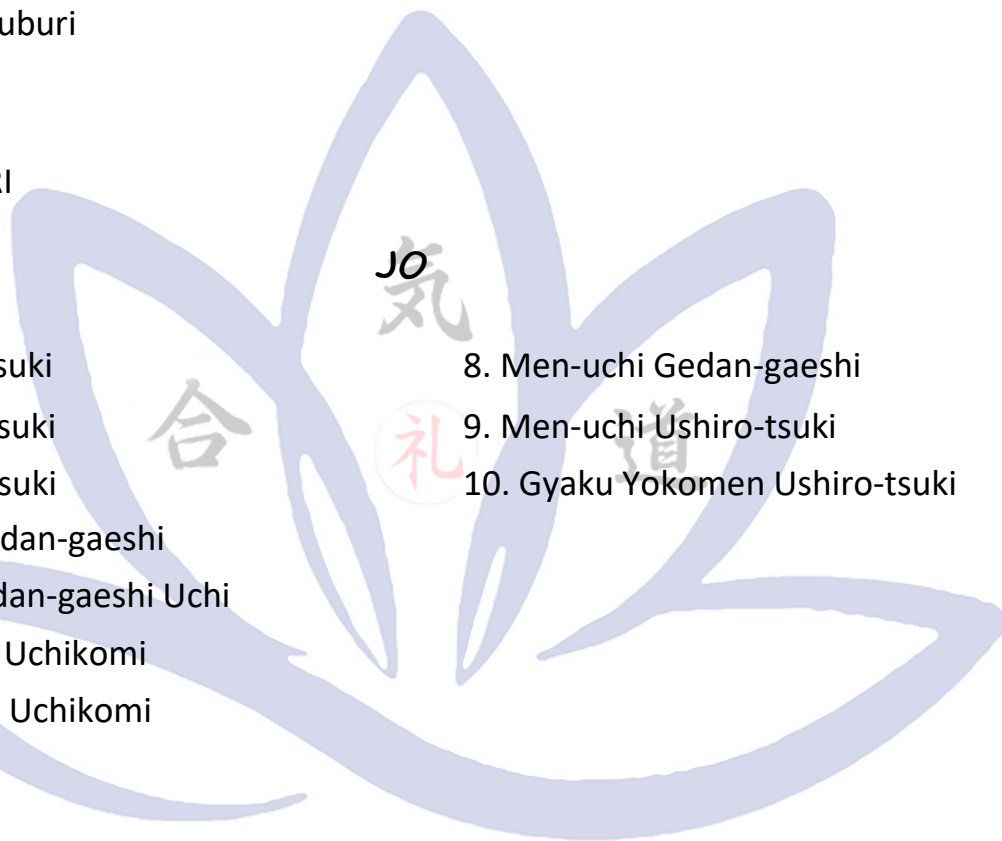 uburi
RI
JO
suki
suki
suki
dan-gaeshi
dan-gaeshi Uchi
Uchikomi
Uchikomi
8. Men-uchi Gedan-gaeshi
9. Men-uchi Ushiro-tsuki
10. Gyaku Yokomen Ushiro-tsuki
合
気
道
礼